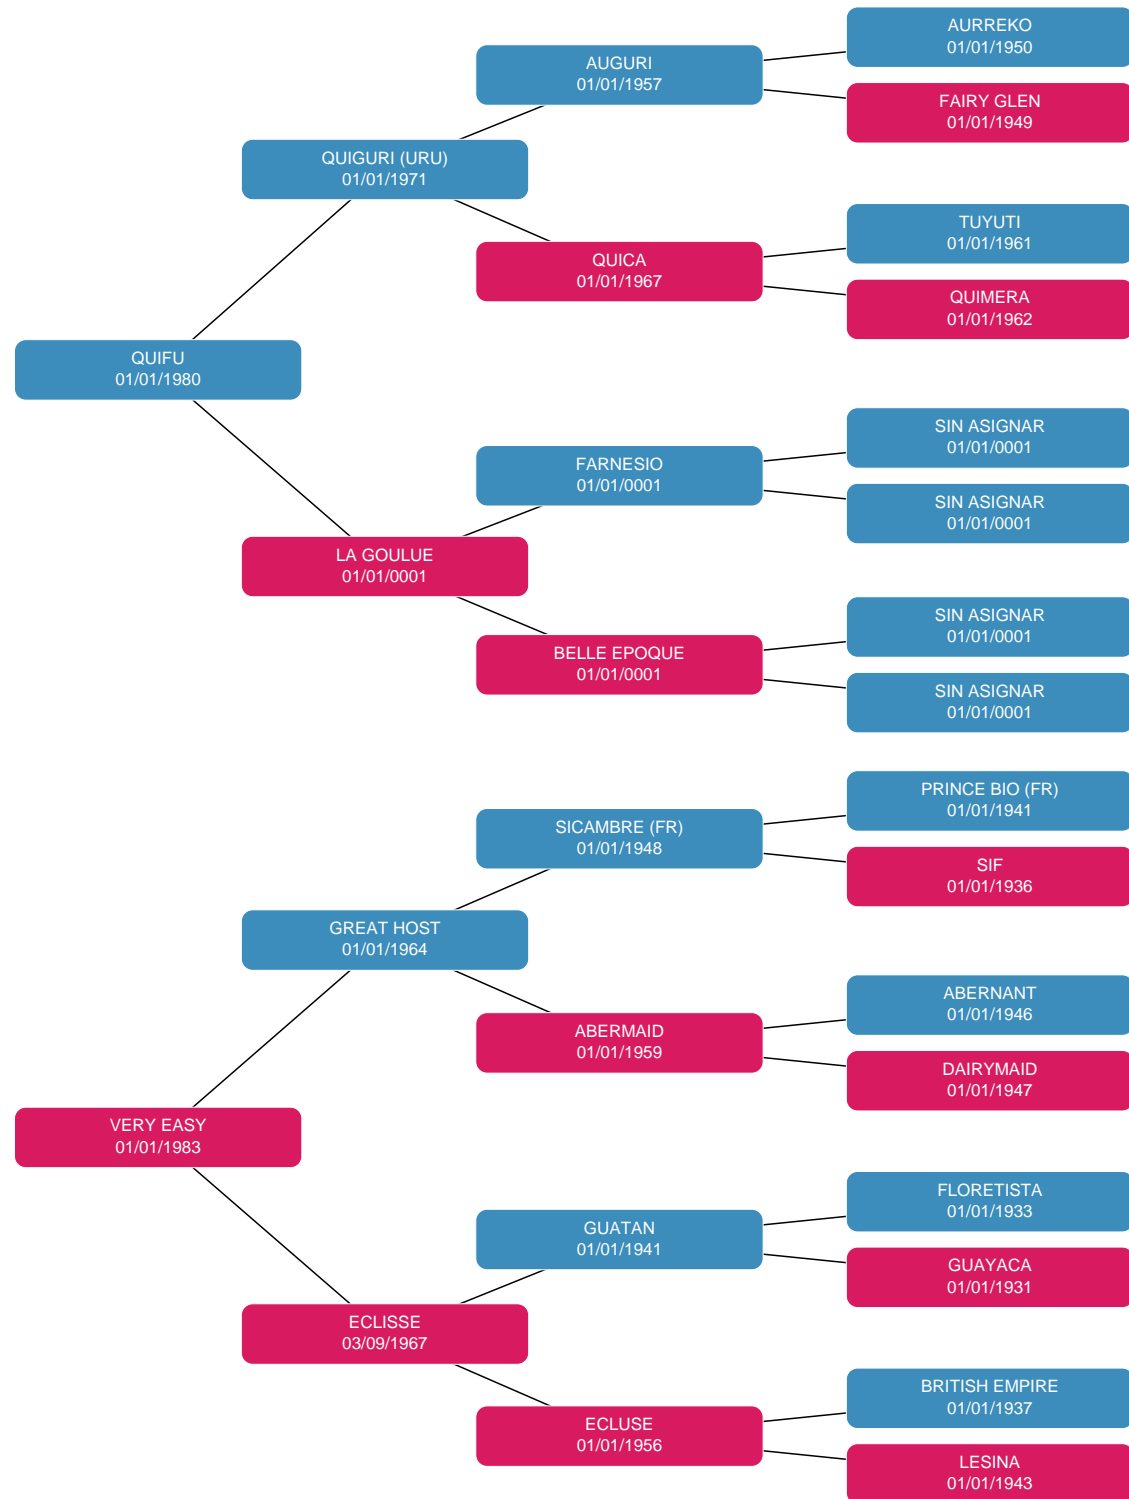 AURREKO
01/01/1950
AUGURI
01/01/1957
FAIRY GLEN
01/01/1949
QUIGURI (URU)
01/01/1971
TUYUTI
01/01/1961
QUICA
01/01/1967
QUIMERA
01/01/1962
QUIFU
01/01/1980
SIN ASIGNAR
01/01/0001
FARNESIO
01/01/0001
SIN ASIGNAR
01/01/0001
LA GOULUE
01/01/0001
SIN ASIGNAR
01/01/0001
BELLE EPOQUE
01/01/0001
SIN ASIGNAR
01/01/0001
PRINCE BIO (FR)
01/01/1941
SICAMBRE (FR)
01/01/1948
SIF
01/01/1936
GREAT HOST
01/01/1964
ABERNANT
01/01/1946
ABERMAID
01/01/1959
DAIRYMAID
01/01/1947
VERY EASY
01/01/1983
FLORETISTA
01/01/1933
GUATAN
01/01/1941
GUAYACA
01/01/1931
ECLISSE
03/09/1967
BRITISH EMPIRE
01/01/1937
ECLUSE
01/01/1956
LESINA
01/01/1943